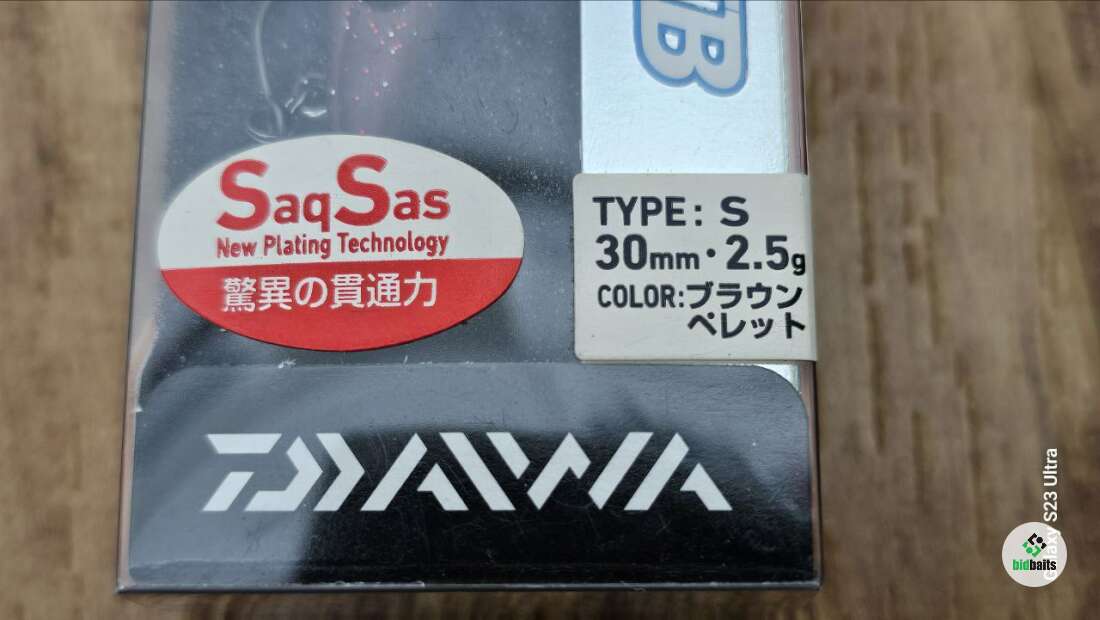 SaqSas
New Plating Technology
驚異の貫通力
TYPE: S
30mm・2.5g
COLOR:ブラウン
ペレット
DAIWA
Galaxy S23 Ultra
bidbaits